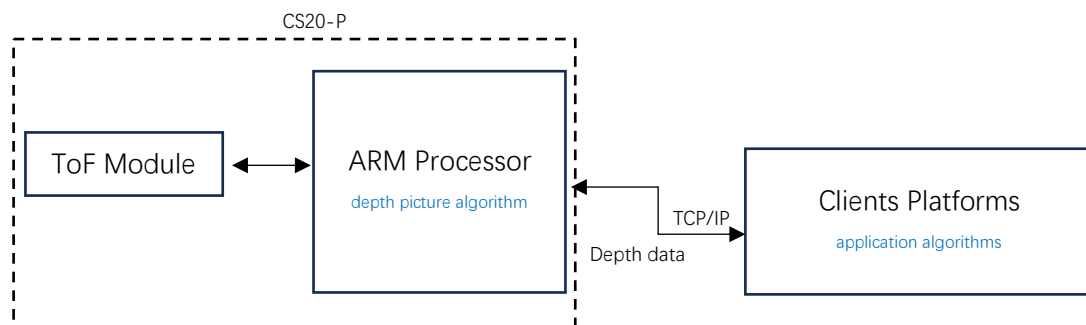 CS20-P
ToF Module
ARM Processor
depth picture algorithm
TCP/IP
Depth data
Clients Platforms
application algorithms